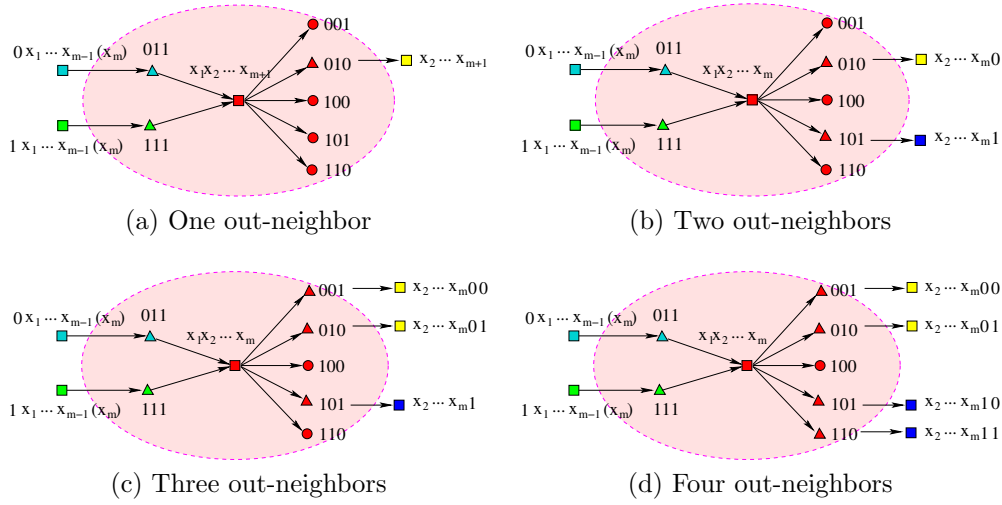 001
0 x₁ ⋯ xₘ₋₁(xₘ) 011 x₁x₂ ⋯ xₘ₊₁ 010 x₂ ⋯ xₘ₊₁
100
1 x₁ ⋯ xₘ₋₁(xₘ) 111 101
110
(a) One out-neighbor
001
0 x₁ ⋯ xₘ₋₁(xₘ) 011 x₁x₂ ⋯ xₘ 010 x₂ ⋯ xₘ0
100
1 x₁ ⋯ xₘ₋₁(xₘ) 111 101 x₂ ⋯ xₘ1
110
(b) Two out-neighbors
001 x₂ ⋯ xₘ00
0 x₁ ⋯ xₘ₋₁(xₘ) 011 x₁x₂ ⋯ xₘ 010 x₂ ⋯ xₘ01
100
1 x₁ ⋯ xₘ₋₁(xₘ) 111 101 x₂ ⋯ xₘ1
110
(c) Three out-neighbors
001 x₂ ⋯ xₘ00
0 x₁ ⋯ xₘ₋₁(xₘ) 011 x₁x₂ ⋯ xₘ 010 x₂ ⋯ xₘ01
100
1 x₁ ⋯ xₘ₋₁(xₘ) 111 101 x₂ ⋯ xₘ10
110 x₂ ⋯ xₘ11
(d) Four out-neighbors